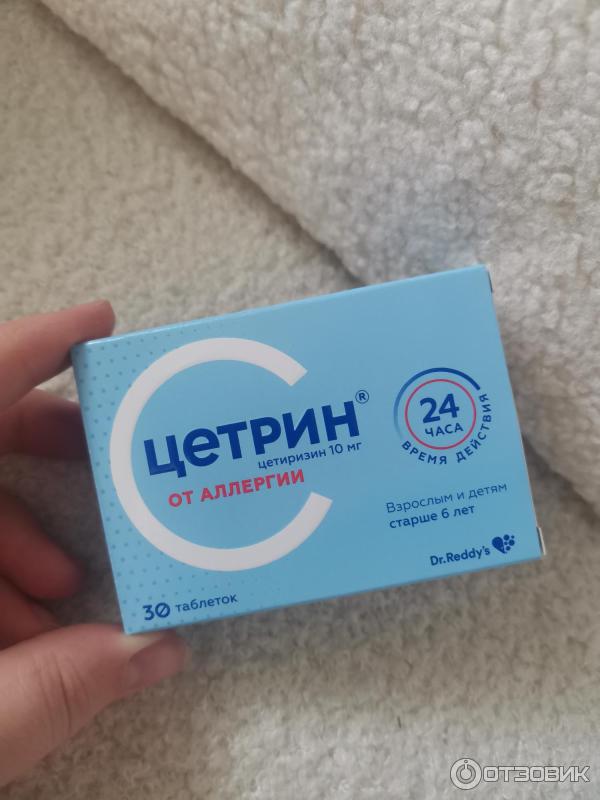 Цетрин®
цетиризин 10 мг
ОТ АЛЛЕРГИИ
24
ЧАСА
ВРЕМЯ ДЕЙСТВИЯ
Взрослым и детям
старше 6 лет
Dr.Reddy's
30 таблеток
ОТЗОВИК